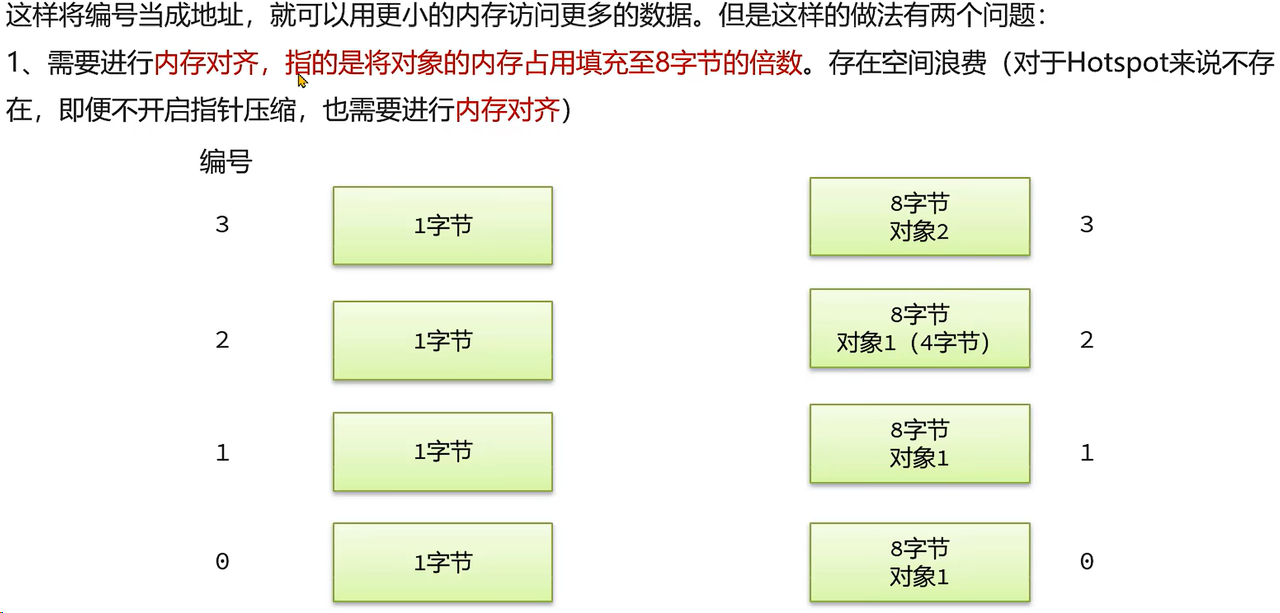 这样将编号当成地址，就可以用更小的内存访问更多的数据。但是这样的做法有两个问题：
1、需要进行内存对齐，指的是将对象的内存占用填充至8字节的倍数。存在空间浪费（对于Hotspot来说不存
在，即便不开启指针压缩，也需要进行内存对齐）
编号
3
1字节
8字节
对象2
3
2
1字节
8字节
对象1（4字节）
2
1
1字节
8字节
对象1
1
0
1字节
8字节
对象1
0